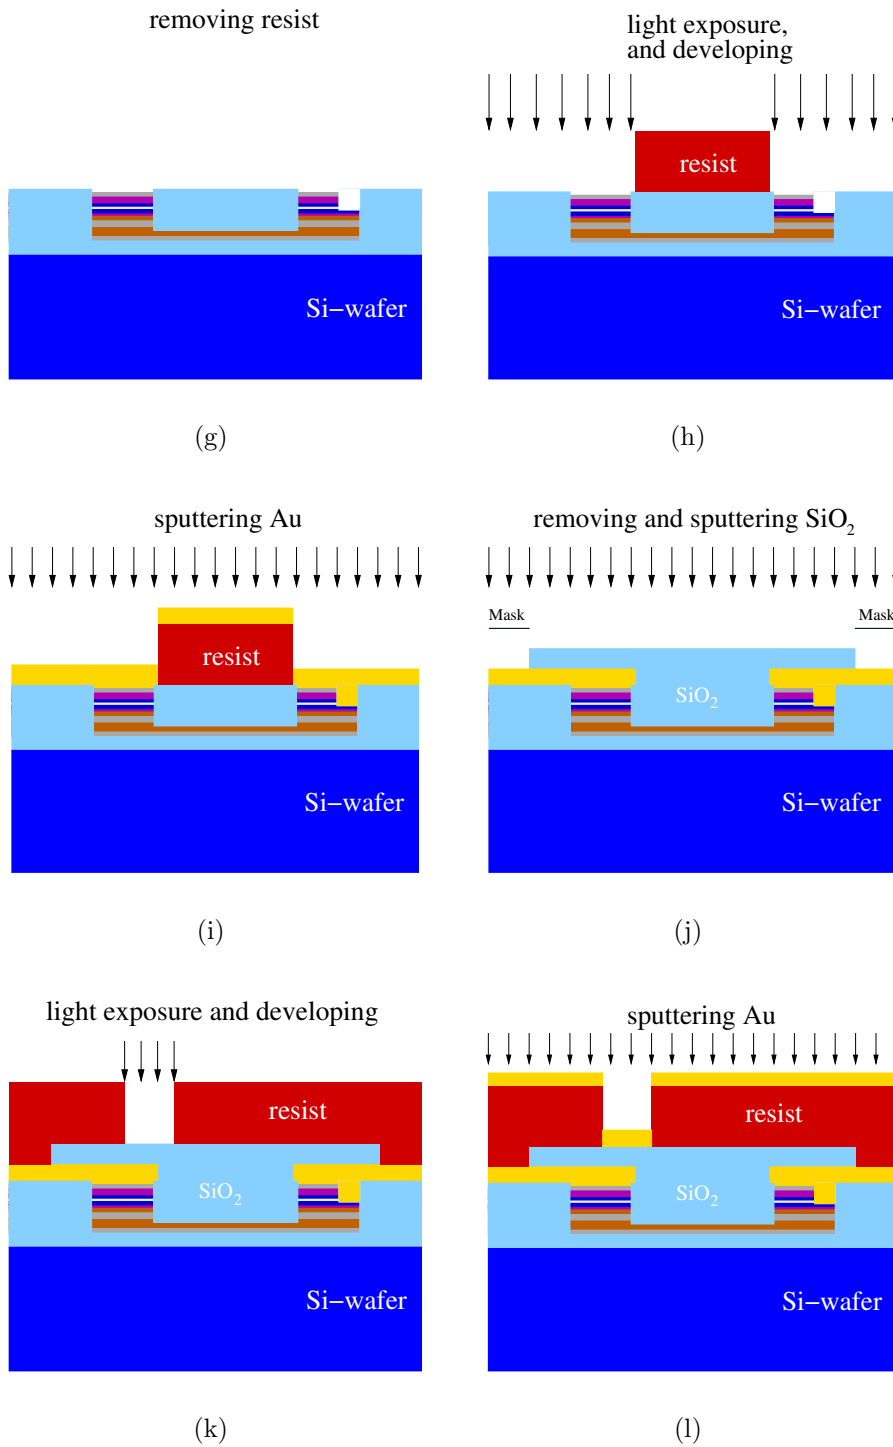 removing resist
Si−wafer
(g)
light exposure,
and developing
resist
Si−wafer
(h)
sputtering Au
resist
Si−wafer
(i)
removing and sputtering SiO₂
Mask
Mask
SiO₂
Si−wafer
(j)
light exposure and developing
resist
SiO₂
Si−wafer
(k)
sputtering Au
resist
SiO₂
Si−wafer
(l)